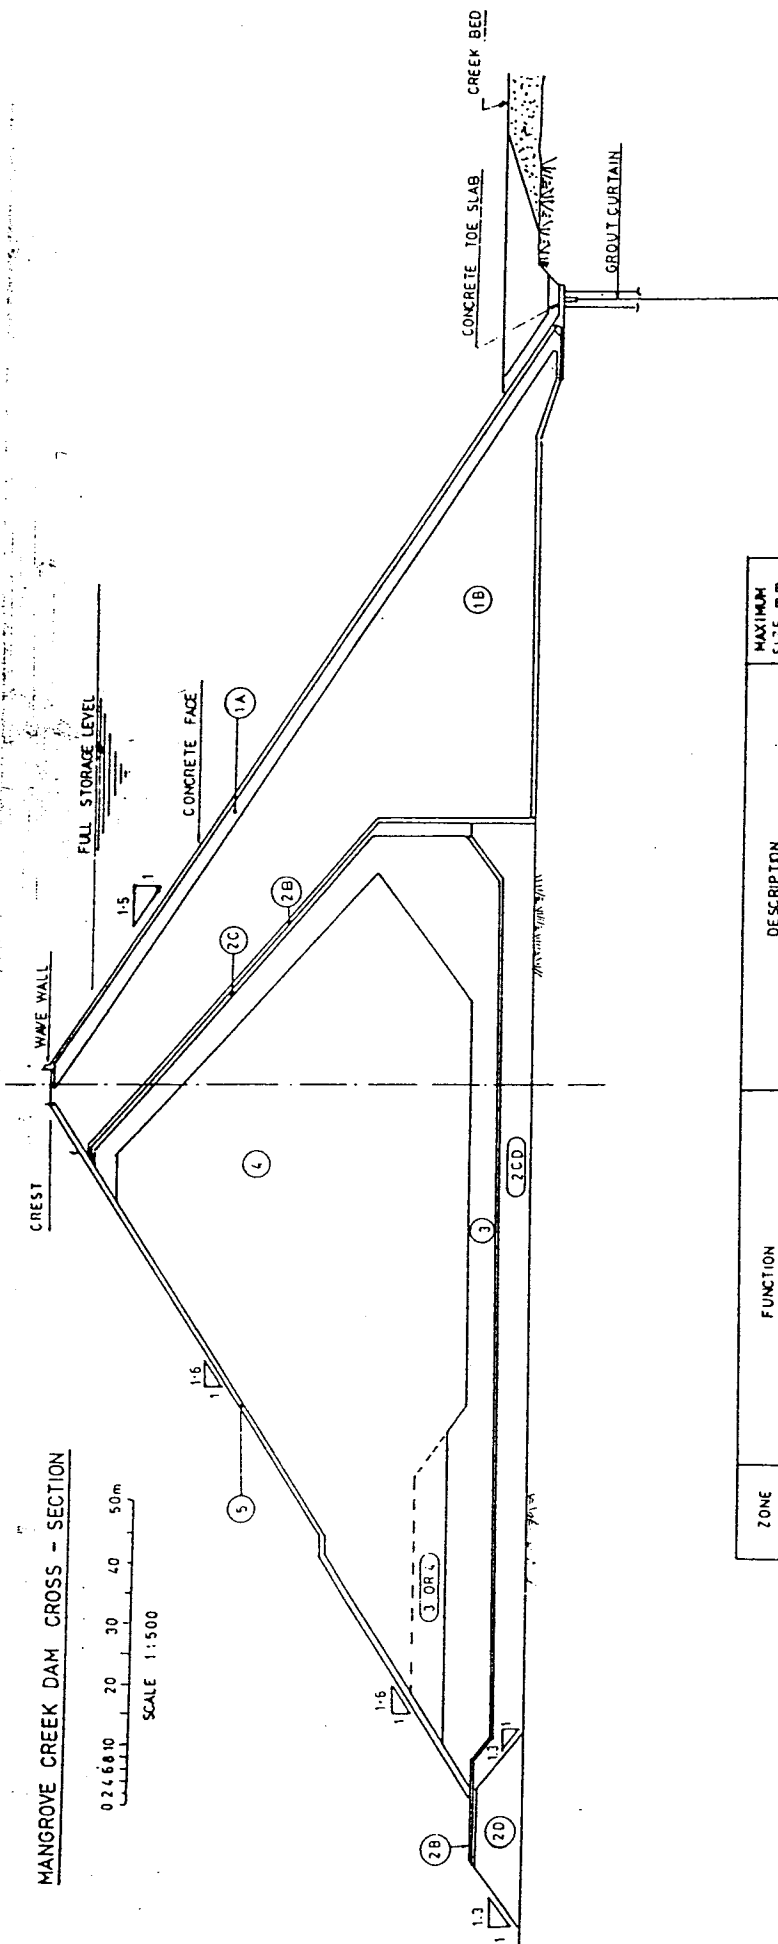 MANGROVE CREEK DAM CROSS - SECTION
0 2 4 6 8 10 20 30 40 50m
SCALE 1:500
CREST
WAVE WALL
FULL STORAGE LEVEL
1·5
1
CONCRETE FACE
1A
2B
2C
1·6
1
5
4
1B
CONCRETE TOE SLAB
CREEK BED
GROUT CURTAIN
1·6
1
3 OR 4
3
2CD
2B
2D
1·3
1
1·3
1
ZONE
FUNCTION
DESCRIPTION
MAXIMUM